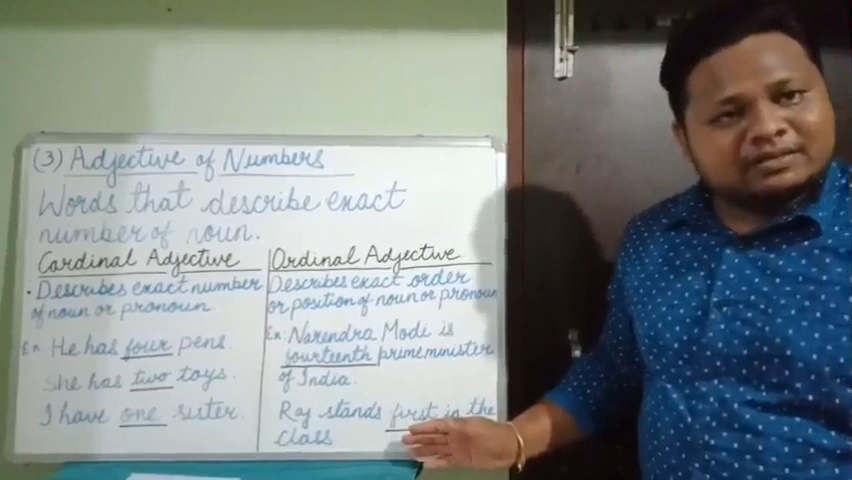 (3) Adjective of Numbers
Words that describe exact
number of noun.
Cardinal Adjective
• Describes exact number
of noun or pronoun
Ex He has four pens.
She has two toys.
I have one sister.
Ordinal Adjective
Describes exact order
or position of noun or pronoun
Ex: Narendra Modi is
fourteenth prime minister
of India.
Raj stands first in the
class